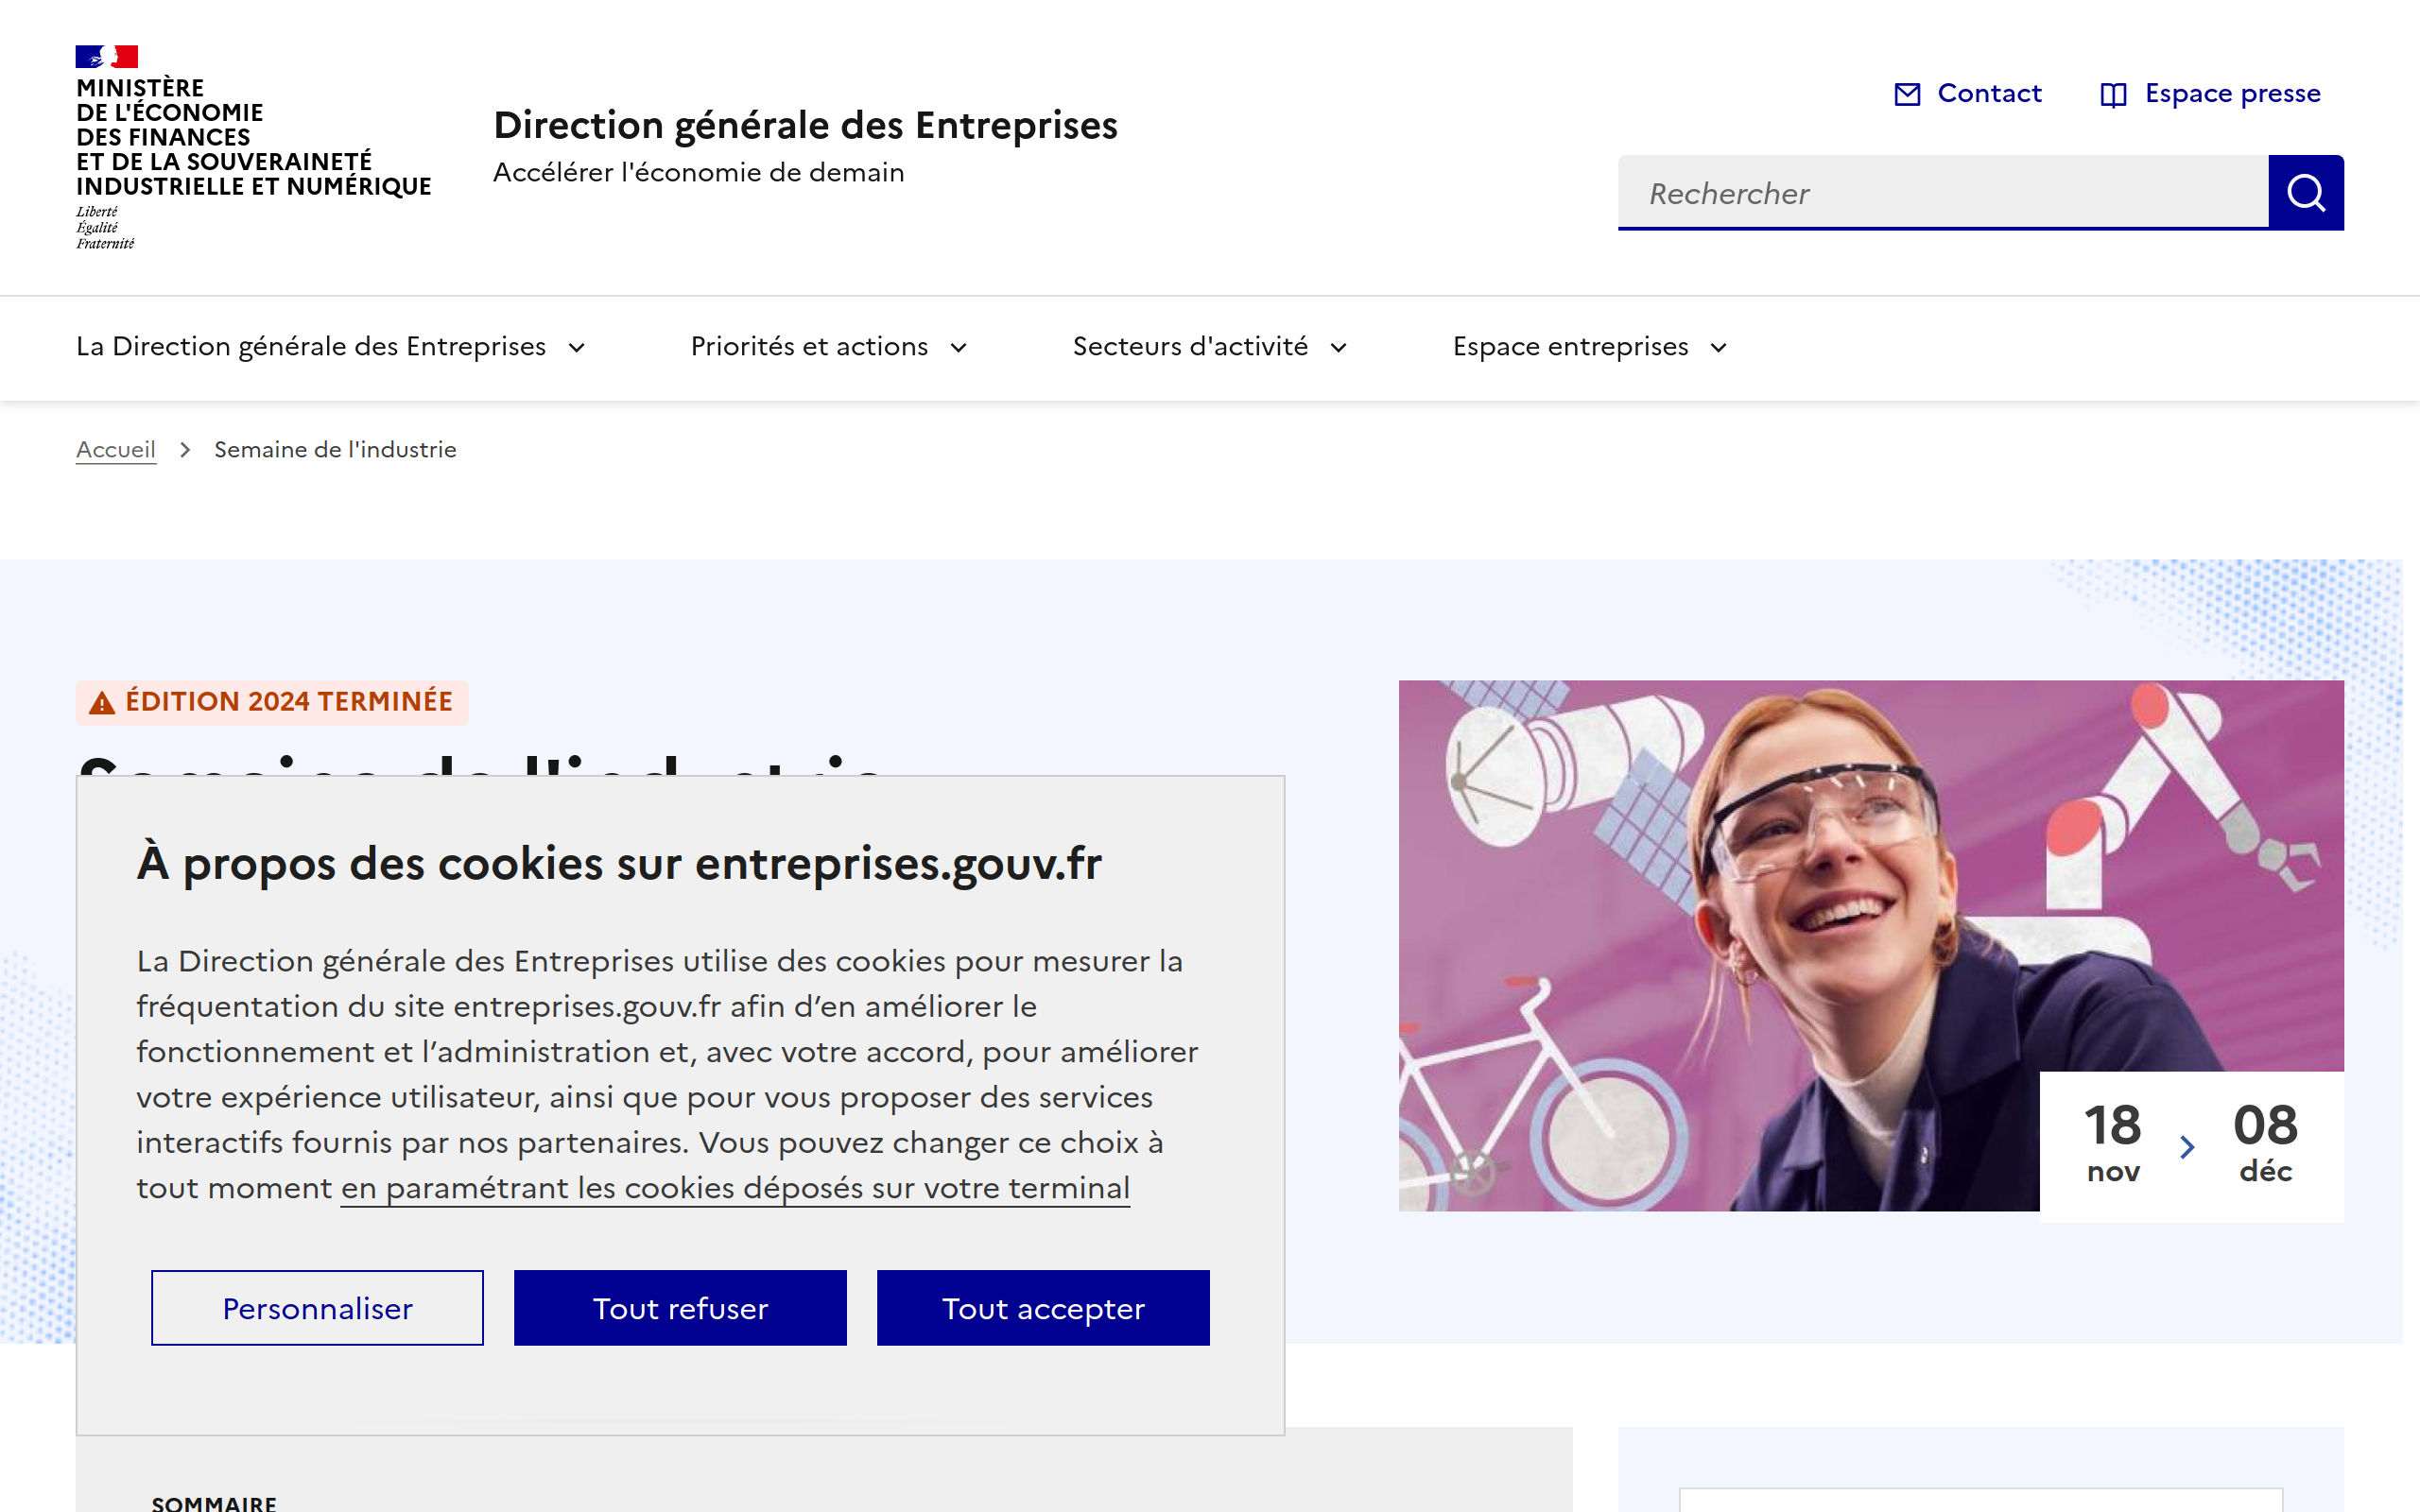 MINISTÈRE
DE L'ÉCONOMIE
DES FINANCES
ET DE LA SOUVERAINETÉ
INDUSTRIELLE ET NUMÉRIQUE
Liberté
Égalité
Fraternité
Direction générale des Entreprises
Accélérer l'économie de demain
Contact
Espace presse
Rechercher
La Direction générale des Entreprises
Priorités et actions
Secteurs d'activité
Espace entreprises
Accueil
Semaine de l'industrie
ÉDITION 2024 TERMINÉE
Semaine de l'industrie
À propos des cookies sur entreprises.gouv.fr
La Direction générale des Entreprises utilise des cookies pour mesurer la
fréquentation du site entreprises.gouv.fr afin d’en améliorer le
fonctionnement et l’administration et, avec votre accord, pour améliorer
votre expérience utilisateur, ainsi que pour vous proposer des services
interactifs fournis par nos partenaires. Vous pouvez changer ce choix à
tout moment en paramétrant les cookies déposés sur votre terminal
Personnaliser
Tout refuser
Tout accepter
18 08
nov déc
SOMMAIRE